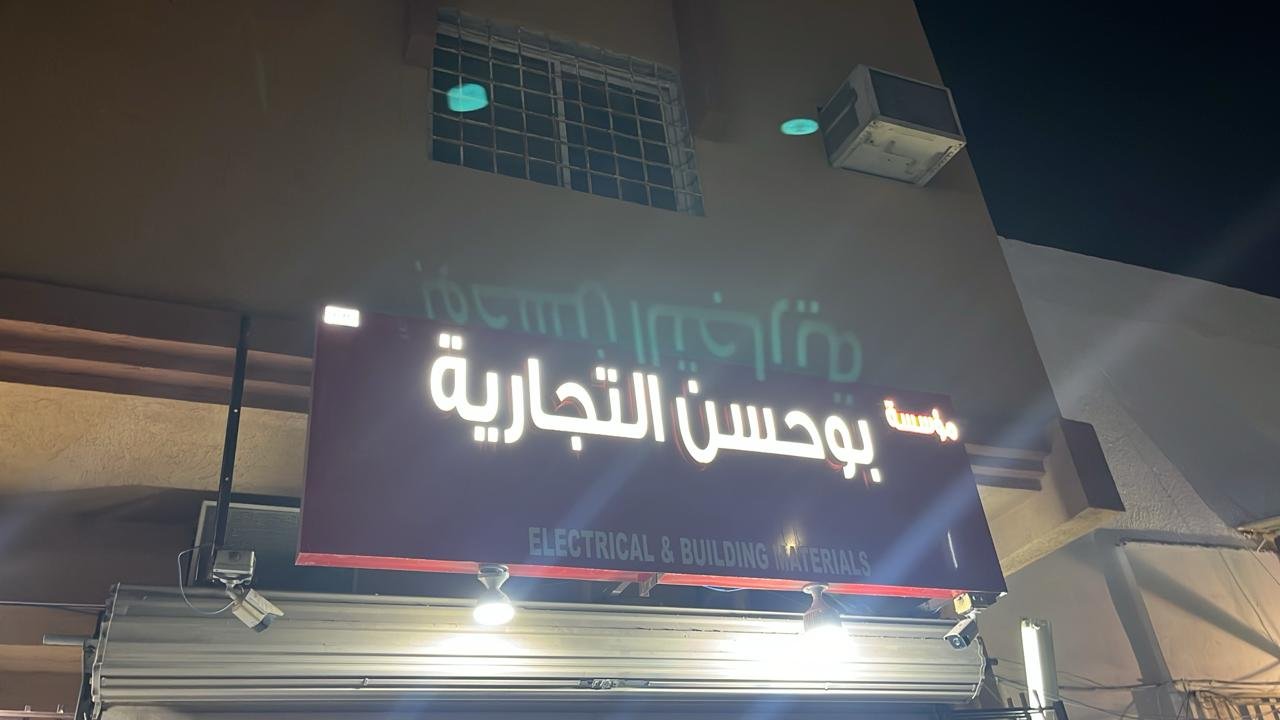 مؤسسة
بوحسن التجارية
ELECTRICAL & BUILDING MATERIALS